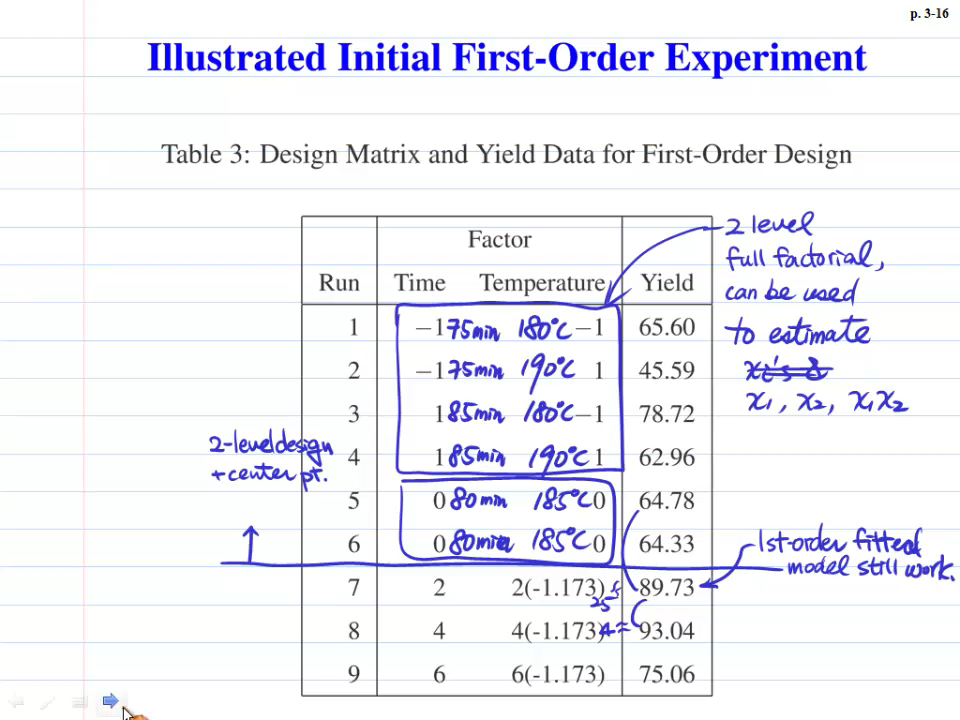 p. 3-16
Illustrated Initial First-Order Experiment
Table 3: Design Matrix and Yield Data for First-Order Design
Factor
Run Time Temperature Yield
1 −1 75min 180°C −1 65.60
2 −1 75min 190°C 1 45.59
3 1 85min 180°C −1 78.72
4 1 85min 190°C 1 62.96
5 0 80min 185°C 0 64.78
6 0 80min 185°C 0 64.33
7 2 2(-1.173) 89.73
8 4 4(-1.173) 93.04
9 6 6(-1.173) 75.06
2 level
full factorial,
can be used
to estimate
x1, x2, x1x2
2-level design
+ center pt.
1st-order fitted
model still work.
25